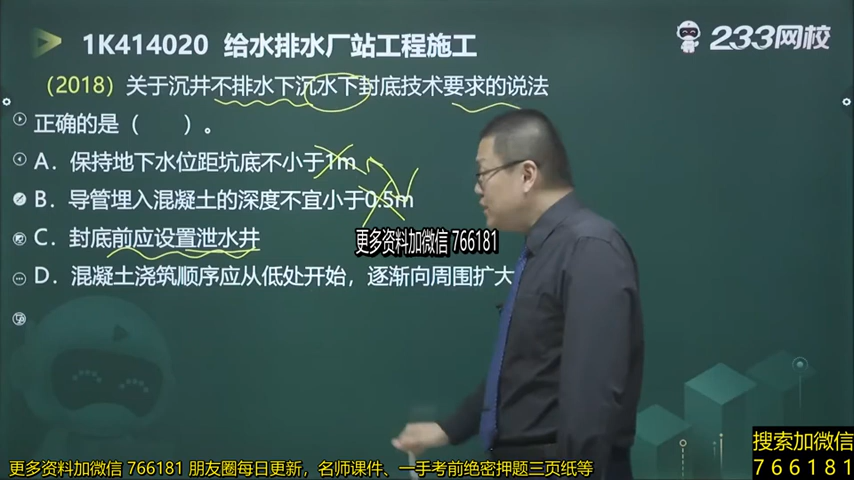 1K414020 给水排水厂站工程施工
233网校
（2018）关于沉井不排水下沉水下封底技术要求的说法
正确的是（ ）。
A．保持地下水位距坑底不小于1m
B．导管埋入混凝土的深度不宜小于0.5m
C．封底前应设置泄水井
更多资料加微信 766181
D．混凝土浇筑顺序应从低处开始，逐渐向周围扩大
搜索加微信
766181
更多资料加微信 766181 朋友圈每日更新，名师课件、一手考前绝密押题三页纸等